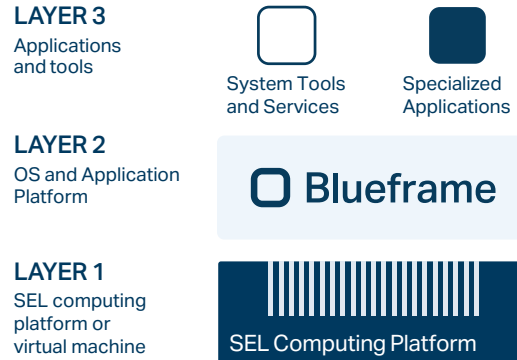 LAYER 3
Applications
and tools
System Tools
and Services
Specialized
Applications
LAYER 2
OS and Application
Platform
Blueframe
LAYER 1
SEL computing
platform or
virtual machine
SEL Computing Platform